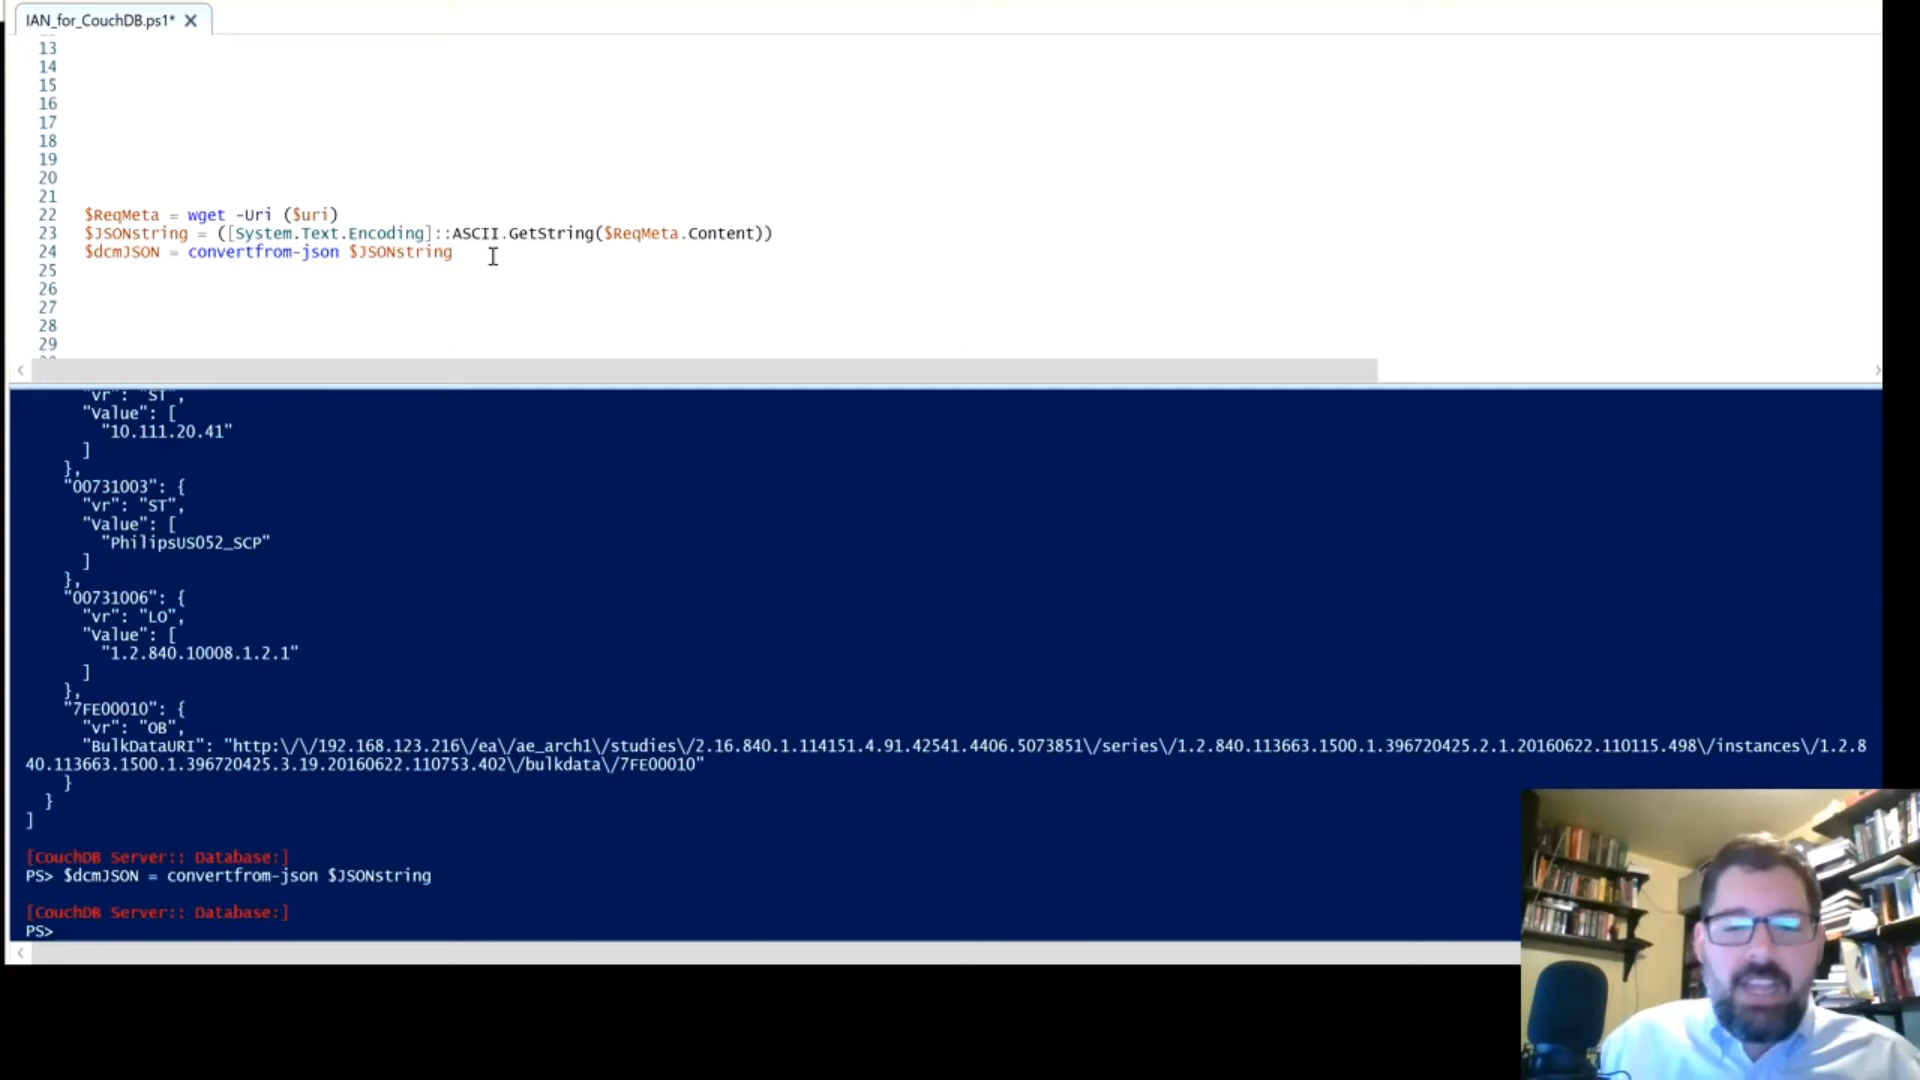 IAN_for_CouchDB.ps1*
13
14
15
16
17
18
19
20
21
22 $ReqMeta = wget -Uri ($uri)
23 $JSONstring = ([System.Text.Encoding]::ASCII.GetString($ReqMeta.Content))
24 $dcmJSON = convertfrom-json $JSONstring
25
26
27
28
29
"vr": "ST",
"Value": [
"10.111.20.41"
]
},
"00731003": {
"vr": "ST",
"Value": [
"PhilipsUS052_SCP"
]
},
"00731006": {
"vr": "LO",
"Value": [
"1.2.840.10008.1.2.1"
]
},
"7FE00010": {
"vr": "OB",
"BulkDataURI": "http:\/\/192.168.123.216\/ea\/ae_arch1\/studies\/2.16.840.1.114151.4.91.42541.4406.5073851\/series\/1.2.840.113663.1500.1.396720425.2.1.20160622.110115.498\/instances\/1.2.8
40.113663.1500.1.396720425.3.19.20160622.110753.402\/bulkdata\/7FE00010"
}
}
]
[CouchDB Server:: Database:]
PS> $dcmJSON = convertfrom-json $JSONstring
[CouchDB Server:: Database:]
PS>